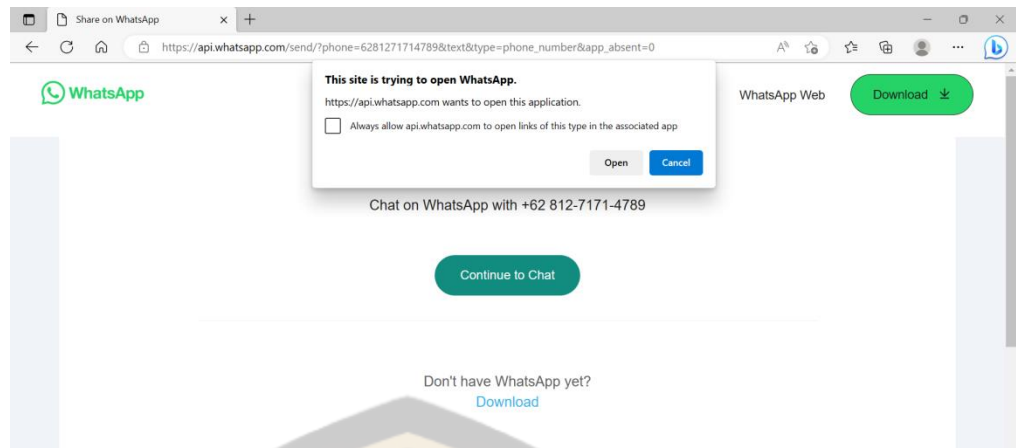 Share on WhatsApp
https://api.whatsapp.com/send/?phone=6281271714789&text&type=phone_number&app_absent=0
This site is trying to open WhatsApp.
https://api.whatsapp.com wants to open this application.
Always allow api.whatsapp.com to open links of this type in the associated app
Open Cancel
WhatsApp
WhatsApp Web
Download
Chat on WhatsApp with +62 812-7171-4789
Continue to Chat
Don't have WhatsApp yet?
Download